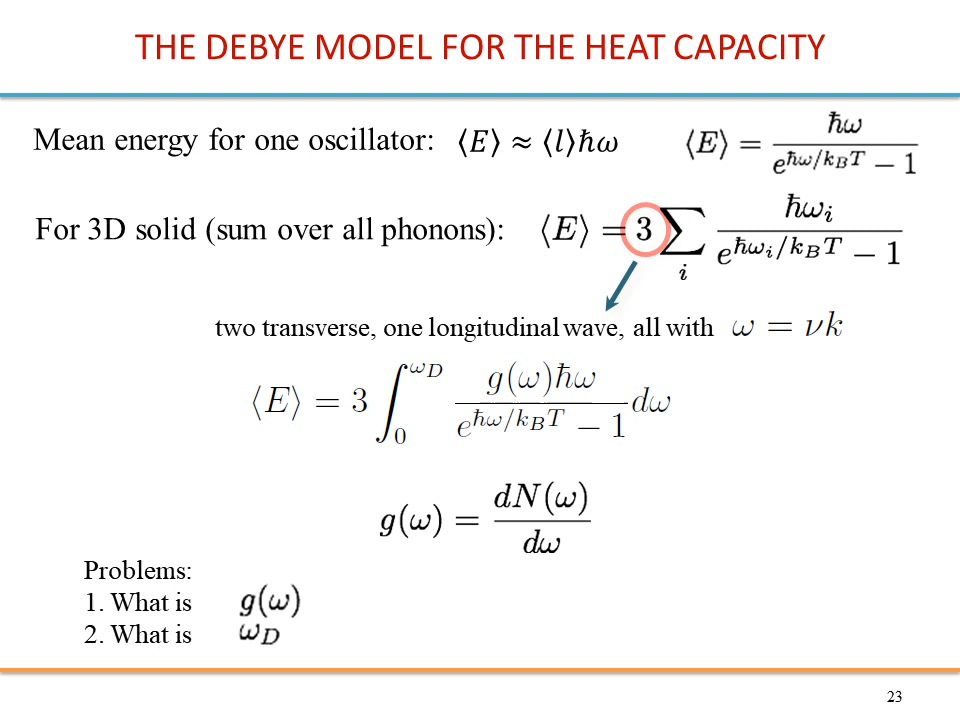 THE DEBYE MODEL FOR THE HEAT CAPACITY
Mean energy for one oscillator: ⟨E⟩ ≈ ⟨l⟩ħω ⟨E⟩ = ħω / (e^{ħω/k_BT} − 1)
For 3D solid (sum over all phonons): ⟨E⟩ = 3 ∑_i ħω_i / (e^{ħω_i/k_BT} − 1)
two transverse, one longitudinal wave, all with ω = νk
⟨E⟩ = 3 ∫_0^{ω_D} g(ω)ħω / (e^{ħω/k_BT} − 1) dω
g(ω) = dN(ω) / dω
Problems:
1. What is g(ω)
2. What is ω_D
23